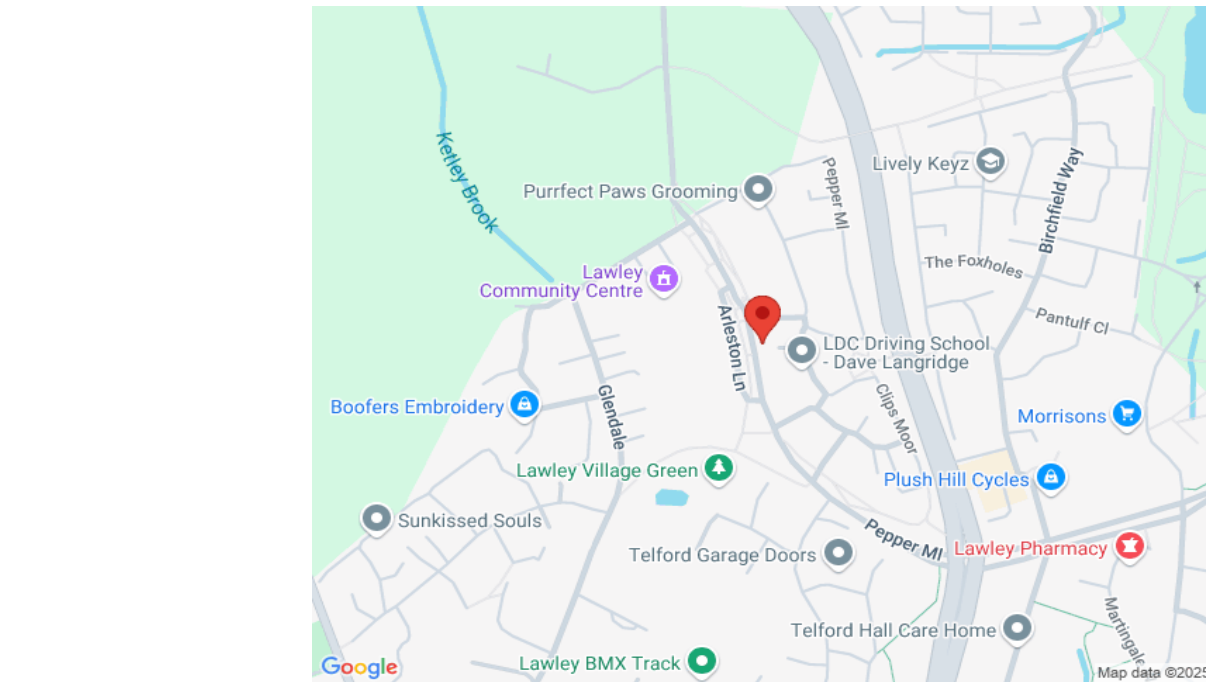 Ketley Brook
Pepper Ml
Lively Keyz
Birchfield Way
Purrfect Paws Grooming
The Foxholes
Lawley
Community Centre
Arleston Ln
Pantulf Cl
LDC Driving School
- Dave Langridge
Boofers Embroidery
Glendale
Clips Moor
Morrisons
Lawley Village Green
Plush Hill Cycles
Sunkissed Souls
Pepper Ml
Lawley Pharmacy
Telford Garage Doors
Martingale
Telford Hall Care Home
Lawley BMX Track
Google
Map data ©2025